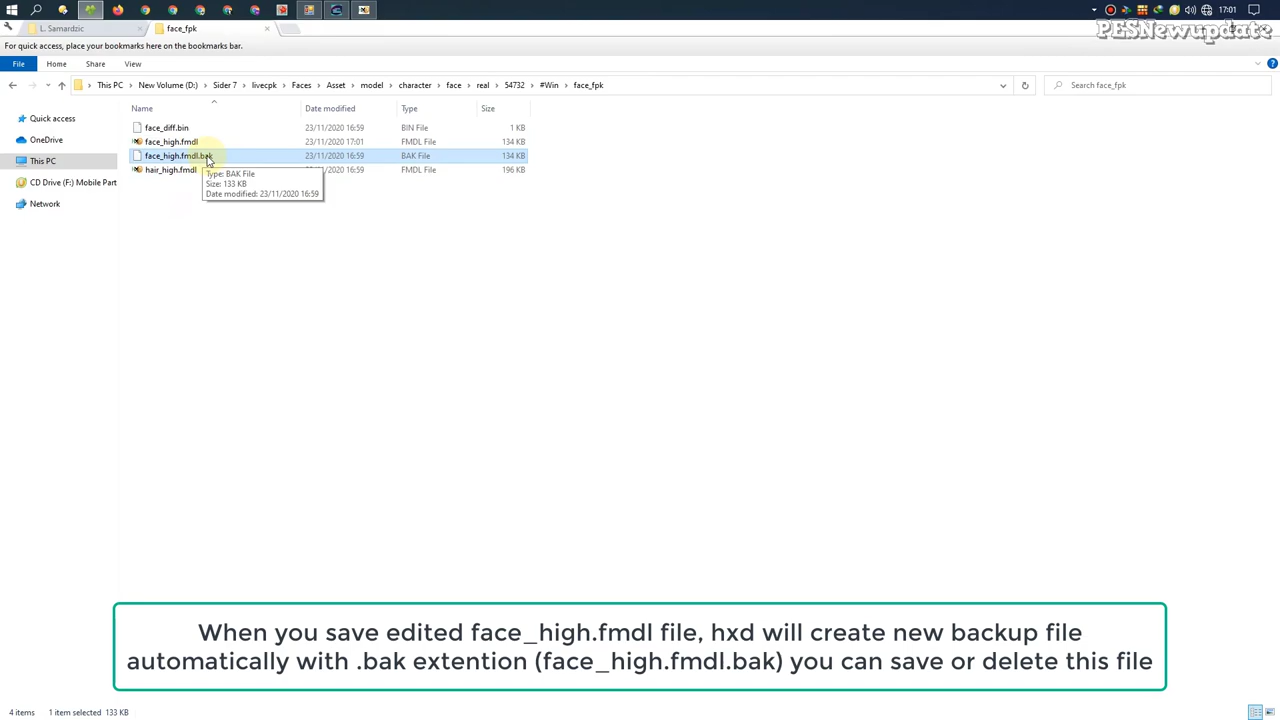 17:01
L. Samardzic
face_fpk
PESNewupdate
For quick access, place your bookmarks here on the bookmarks bar.
File Home Share View
This PC New Volume (D:) Sider 7 livecpk Faces Asset model character face real 54732 #Win face_fpk
Search face_fpk
Name Date modified Type Size
Quick access
OneDrive
This PC
CD Drive (F:) Mobile Part
Network
face_diff.bin 23/11/2020 16:59 BIN File 1 KB
face_high.fmdl 23/11/2020 17:01 FMDL File 134 KB
face_high.fmdl.bak 23/11/2020 16:59 BAK File 134 KB
hair_high.fmdl 16:59 FMDL File 196 KB
Type: BAK File
Size: 133 KB
Date modified: 23/11/2020 16:59
When you save edited face_high.fmdl file, hxd will create new backup file
automatically with .bak extention (face_high.fmdl.bak) you can save or delete this file
4 items 1 item selected 133 KB